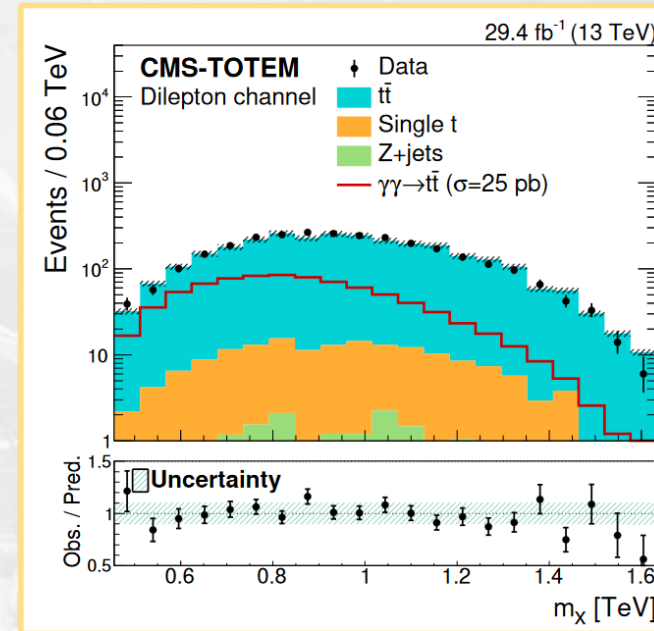 29.4 fb⁻¹ (13 TeV)
CMS-TOTEM
Dilepton channel
Data
tt̄
Single t
Z+jets
γγ→tt̄ (σ=25 pb)
Events / 0.06 TeV
10⁴
10³
10²
10
1
Obs. / Pred.
1.5
1
0.5
Uncertainty
0.6 0.8 1 1.2 1.4 1.6
mₓ [TeV]